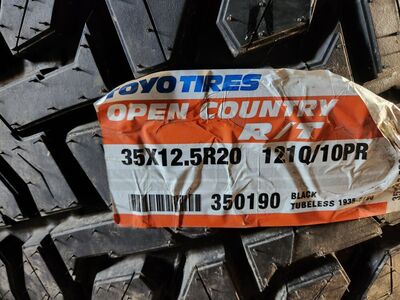 TOYO TIRES
OPEN COUNTRY
R/T
35X12.5R20 121Q/10PR
350190 BLACK
TUBELESS